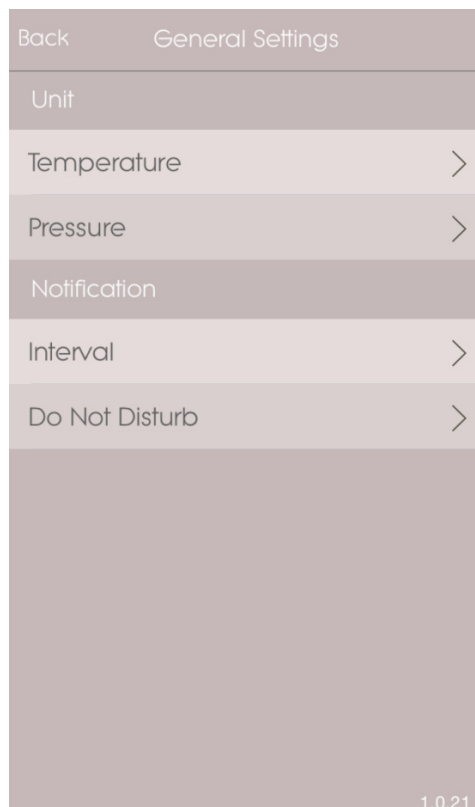 Back General Settings
Unit
Temperature
Pressure
Notification
Interval
Do Not Disturb
1.0.21